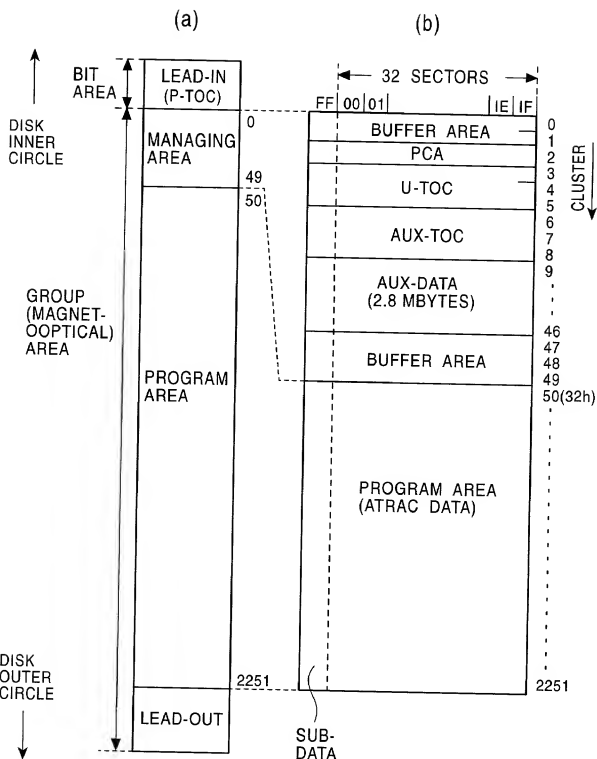 (a)
(b)
BIT
AREA
LEAD-IN
(P-TOC)
32 SECTORS
FF 00 01 IE IF
DISK
INNER
CIRCLE
MANAGING
AREA
0
49
50
BUFFER AREA
PCA
U-TOC
AUX-TOC
AUX-DATA
(2.8 MBYTES)
BUFFER AREA
0
1
2
3
4
5
6
7
8
9
46
47
48
49
50(32h)
CLUSTER
GROUP
(MAGNET-
OOPTICAL)
AREA
PROGRAM
AREA
PROGRAM AREA
(ATRAC DATA)
DISK
OUTER
CIRCLE
2251
2251
LEAD-OUT
SUB-
DATA